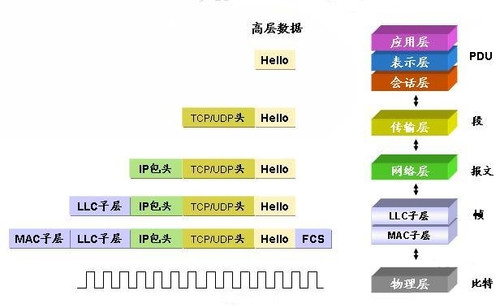 高层数据
应用层
PDU
Hello
表示层
会话层
TCP/UDP头 Hello
传输层
段
IP包头 TCP/UDP头 Hello
网络层
报文
LLC子层 IP包头 TCP/UDP头 Hello
LLC子层
帧
MAC子层 LLC子层 IP包头 TCP/UDP头 Hello FCS
MAC子层
物理层
比特